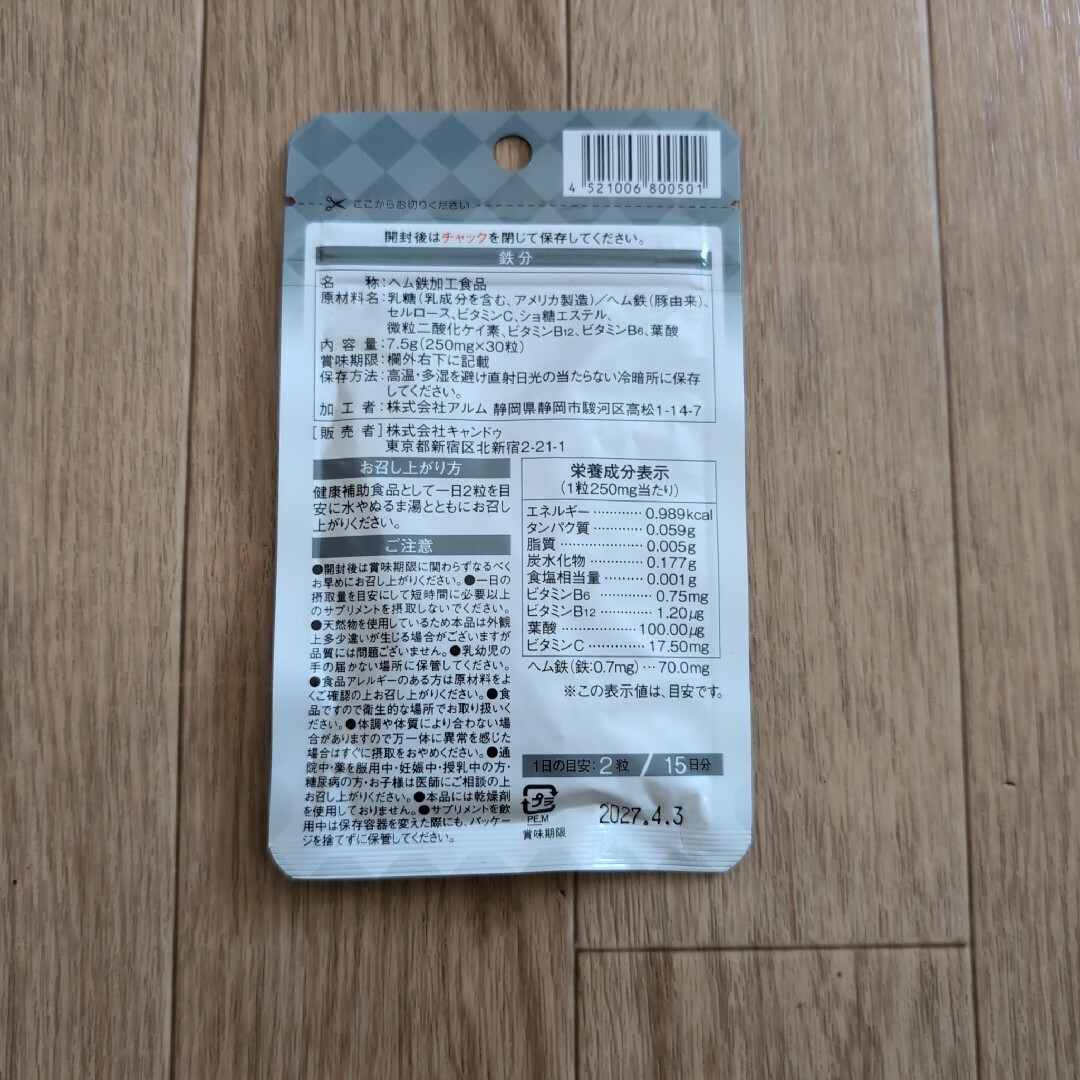 4 521006 800501
ここからお切りください
開封後はチャックを閉じて保存してください。
鉄分
名　　称：ヘム鉄加工食品
原材料名：乳糖（乳成分を含む、アメリカ製造）／ヘム鉄（豚由来）、
セルロース、ビタミンC、ショ糖エステル、
微粒二酸化ケイ素、ビタミンB12、ビタミンB6、葉酸
内 容 量：7.5g（250mg×30粒）
賞味期限：欄外右下に記載
保存方法：高温・多湿を避け直射日光の当たらない冷暗所に保存
してください。
加 工 者：株式会社アルム 静岡県静岡市駿河区高松1-14-7
［販 売 者］株式会社キャンドゥ
東京都新宿区北新宿2-21-1
お召し上がり方
健康補助食品として一日2粒を目
安に水やぬるま湯とともにお召し
上がりください。
ご注意
●開封後は賞味期限に関わらずなるべく
お早めにお召し上がりください。●一日の
摂取量を目安にして短時間に必要以上
のサプリメントを摂取しないでください。
●天然物を使用しているため本品は外観
上多少違いが生じる場合がございますが
品質には問題ございません。●乳幼児の
手の届かない場所に保管してください。
●食品アレルギーのある方は原材料をよ
くご確認の上お召し上がりください。●食
品ですので衛生的な場所でお取り扱いく
ださい。●体調や体質により合わない場
合がありますので万一体に異常を感じた
場合はすぐに摂取をおやめください。●通
院中・薬を服用中・妊娠中・授乳中の方・
糖尿病の方・お子様は医師にご相談の上
お召し上がりください。●本品には乾燥剤
を使用しておりません。●サプリメントを飲
用中は保存容器を変えた際にも、パッケー
ジを捨てずに保管してください。
栄養成分表示
（1粒250mg当たり）
エネルギー…………0.989kcal
タンパク質…………0.059g
脂質…………………0.005g
炭水化物……………0.177g
食塩相当量…………0.001g
ビタミンB6…………0.75mg
ビタミンB12…………1.20μg
葉酸…………………100.00μg
ビタミンC……………17.50mg
ヘム鉄（鉄：0.7mg）…70.0mg
※この表示値は、目安です。
1日の目安：2粒 / 15日分
プラ
PE,M
賞味期限
2027.4.3